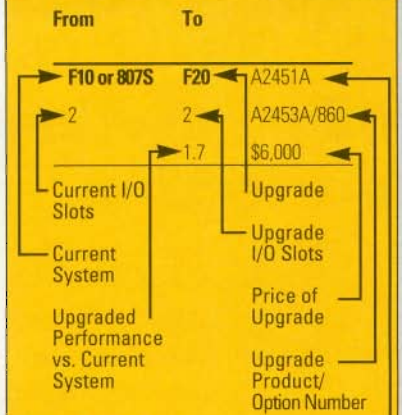 From To
F10 or 807S F20 A2451A
2 2 A2453A/860
1.7 $6,000
Current I/O
Slots
Upgrade
Current
System
Upgrade
I/O Slots
Upgraded
Performance
vs. Current
System
Price of
Upgrade
Upgrade
Product/
Option Number